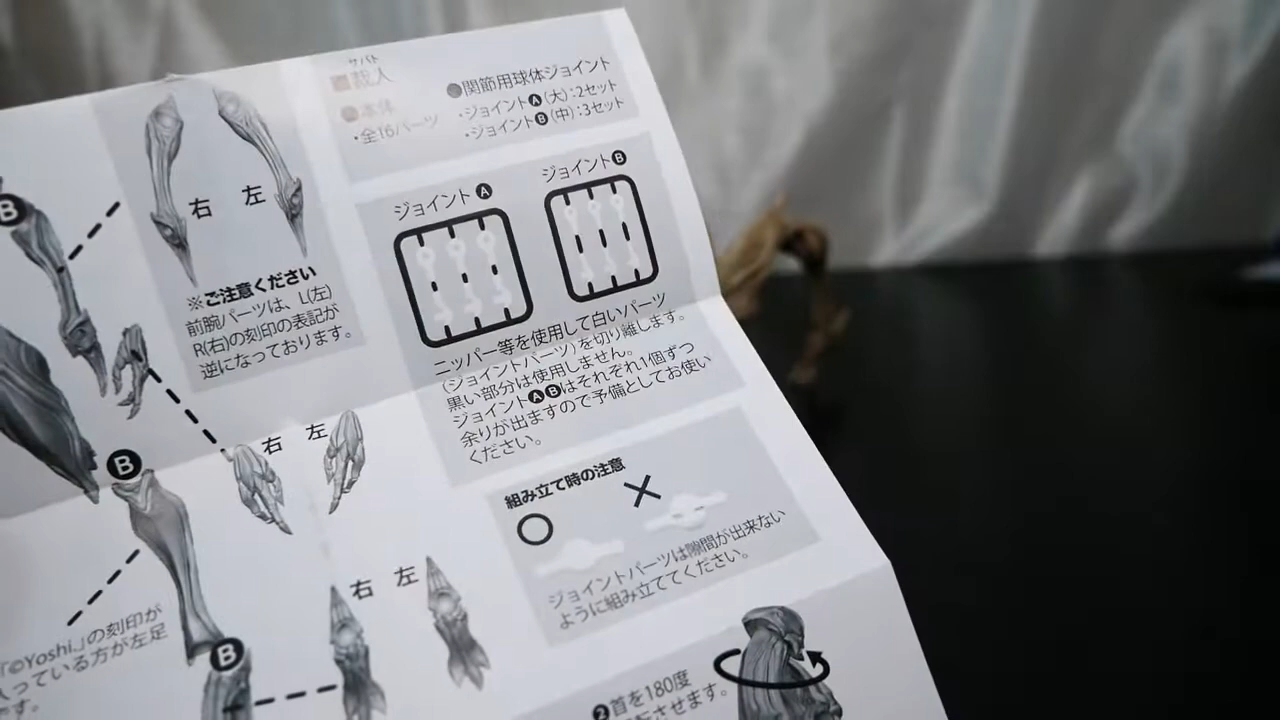 サバト
裁人
●本体
・全16パーツ
●関節用球体ジョイント
・ジョイントA(大):2セット
・ジョイントB(中):3セット
ジョイントA
ジョイントB
ニッパー等を使用して白いパーツ
(ジョイントパーツ)を切り離します。
黒い部分は使用しません。
ジョイントABはそれぞれ1個ずつ
余りが出ますので予備としてお使い
ください。
B
右 左
※ご注意ください
前腕パーツは、L(左)
R(右)の刻印の表記が
逆になっております。
右 左
B
組み立て時の注意
ジョイントパーツは隙間が出来ない
ように組み立ててください。
右 左
「©Yoshi.」の刻印が
入っている方が左足
です。
B
❷首を180度
転させます。